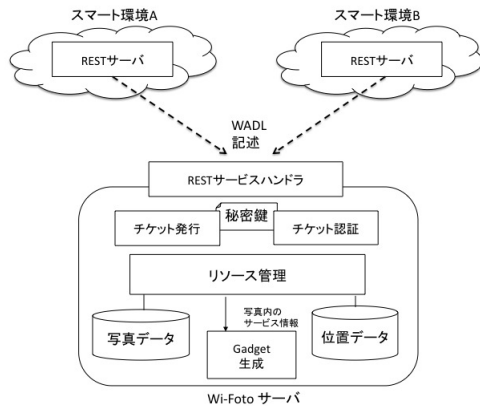 スマート環境A
スマート環境B
RESTサーバ
RESTサーバ
WADL
記述
RESTサービスハンドラ
秘密鍵
チケット発行
チケット認証
リソース管理
写真内の
サービス情報
写真データ
Gadget
生成
位置データ
Wi-Foto サーバ